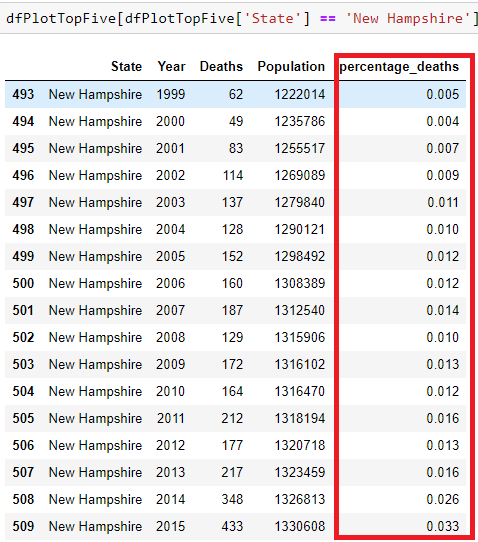 dfPlotTopFive[dfPlotTopFive['State'] == 'New Hampshire']
State Year Deaths Population percentage_deaths
493 New Hampshire 1999 62 1222014 0.005
494 New Hampshire 2000 49 1235786 0.004
495 New Hampshire 2001 83 1255517 0.007
496 New Hampshire 2002 114 1269089 0.009
497 New Hampshire 2003 137 1279840 0.011
498 New Hampshire 2004 128 1290121 0.010
499 New Hampshire 2005 152 1298492 0.012
500 New Hampshire 2006 160 1308389 0.012
501 New Hampshire 2007 187 1312540 0.014
502 New Hampshire 2008 129 1315906 0.010
503 New Hampshire 2009 172 1316102 0.013
504 New Hampshire 2010 164 1316470 0.012
505 New Hampshire 2011 212 1318194 0.016
506 New Hampshire 2012 177 1320718 0.013
507 New Hampshire 2013 217 1323459 0.016
508 New Hampshire 2014 348 1326813 0.026
509 New Hampshire 2015 433 1330608 0.033